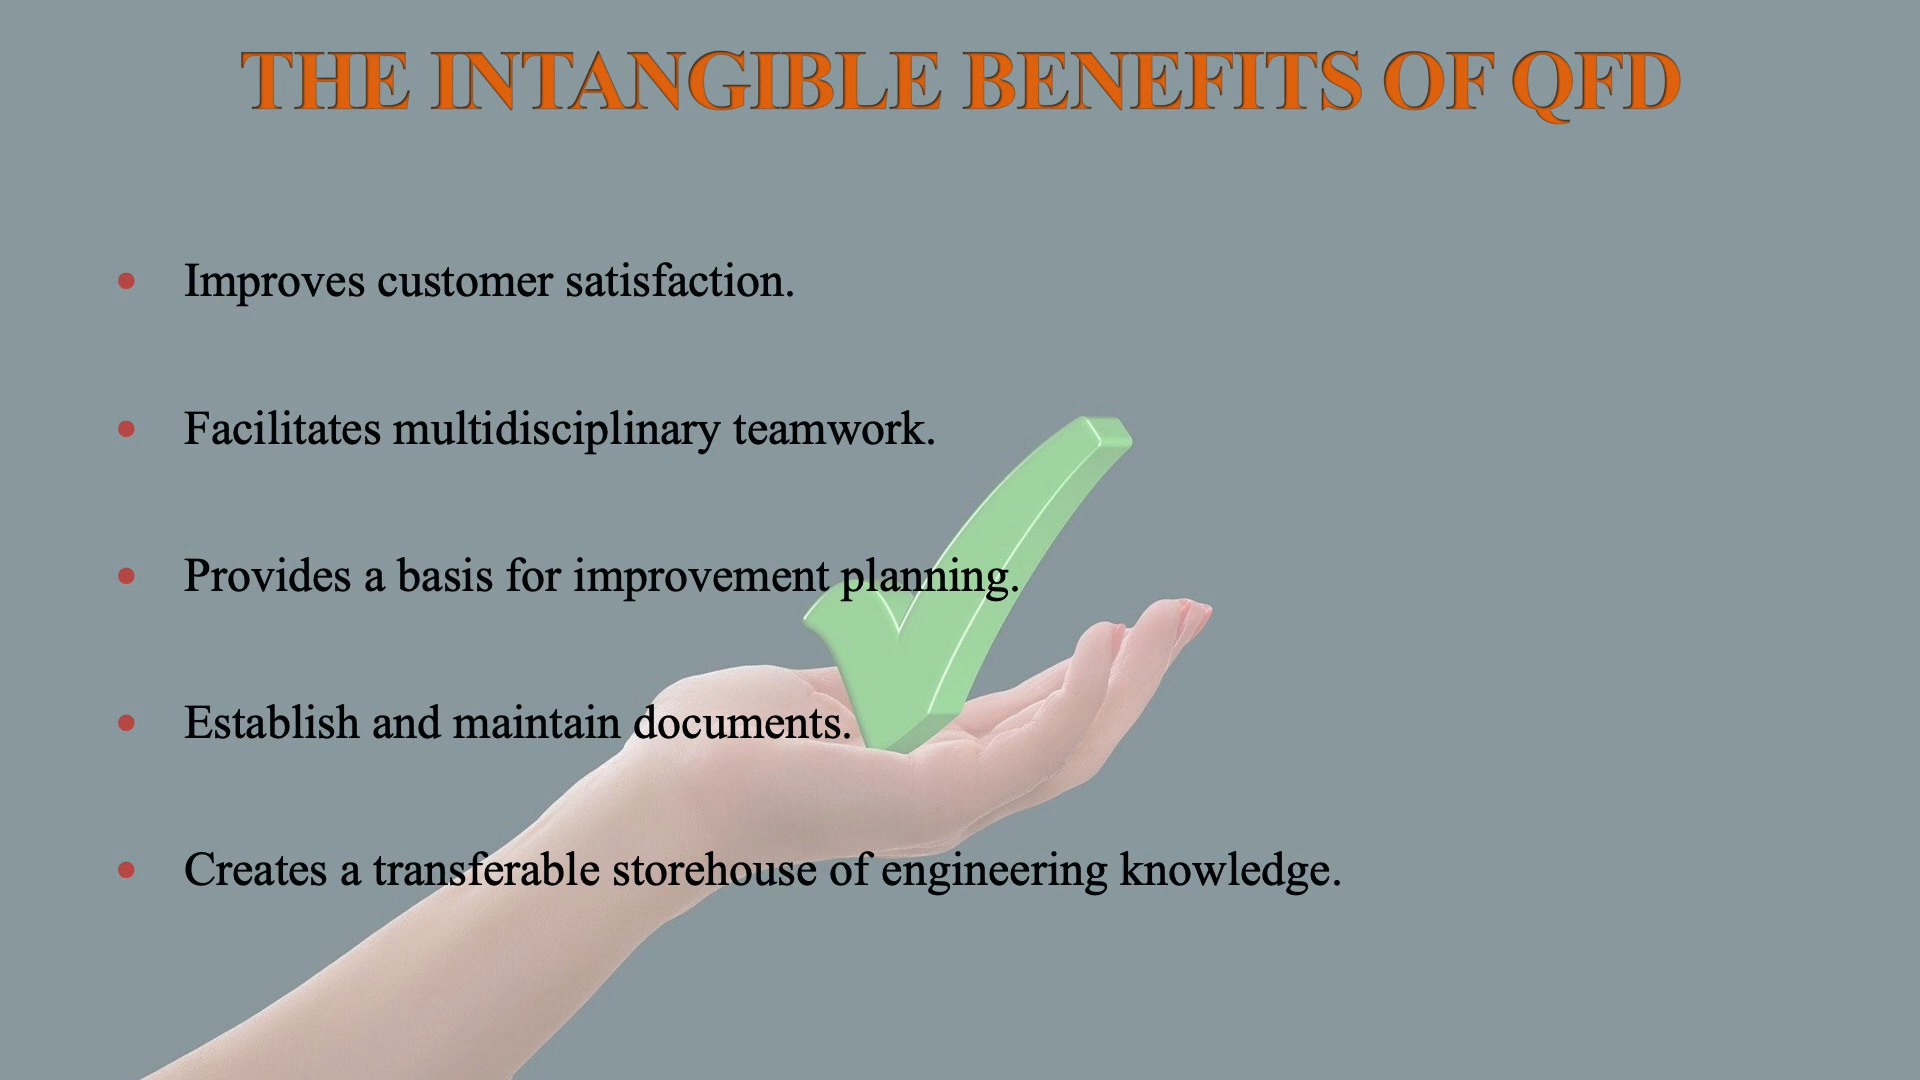 THE INTANGIBLE BENEFITS OF QFD
• Improves customer satisfaction.
• Facilitates multidisciplinary teamwork.
• Provides a basis for improvement planning.
• Establish and maintain documents.
• Creates a transferable storehouse of engineering knowledge.